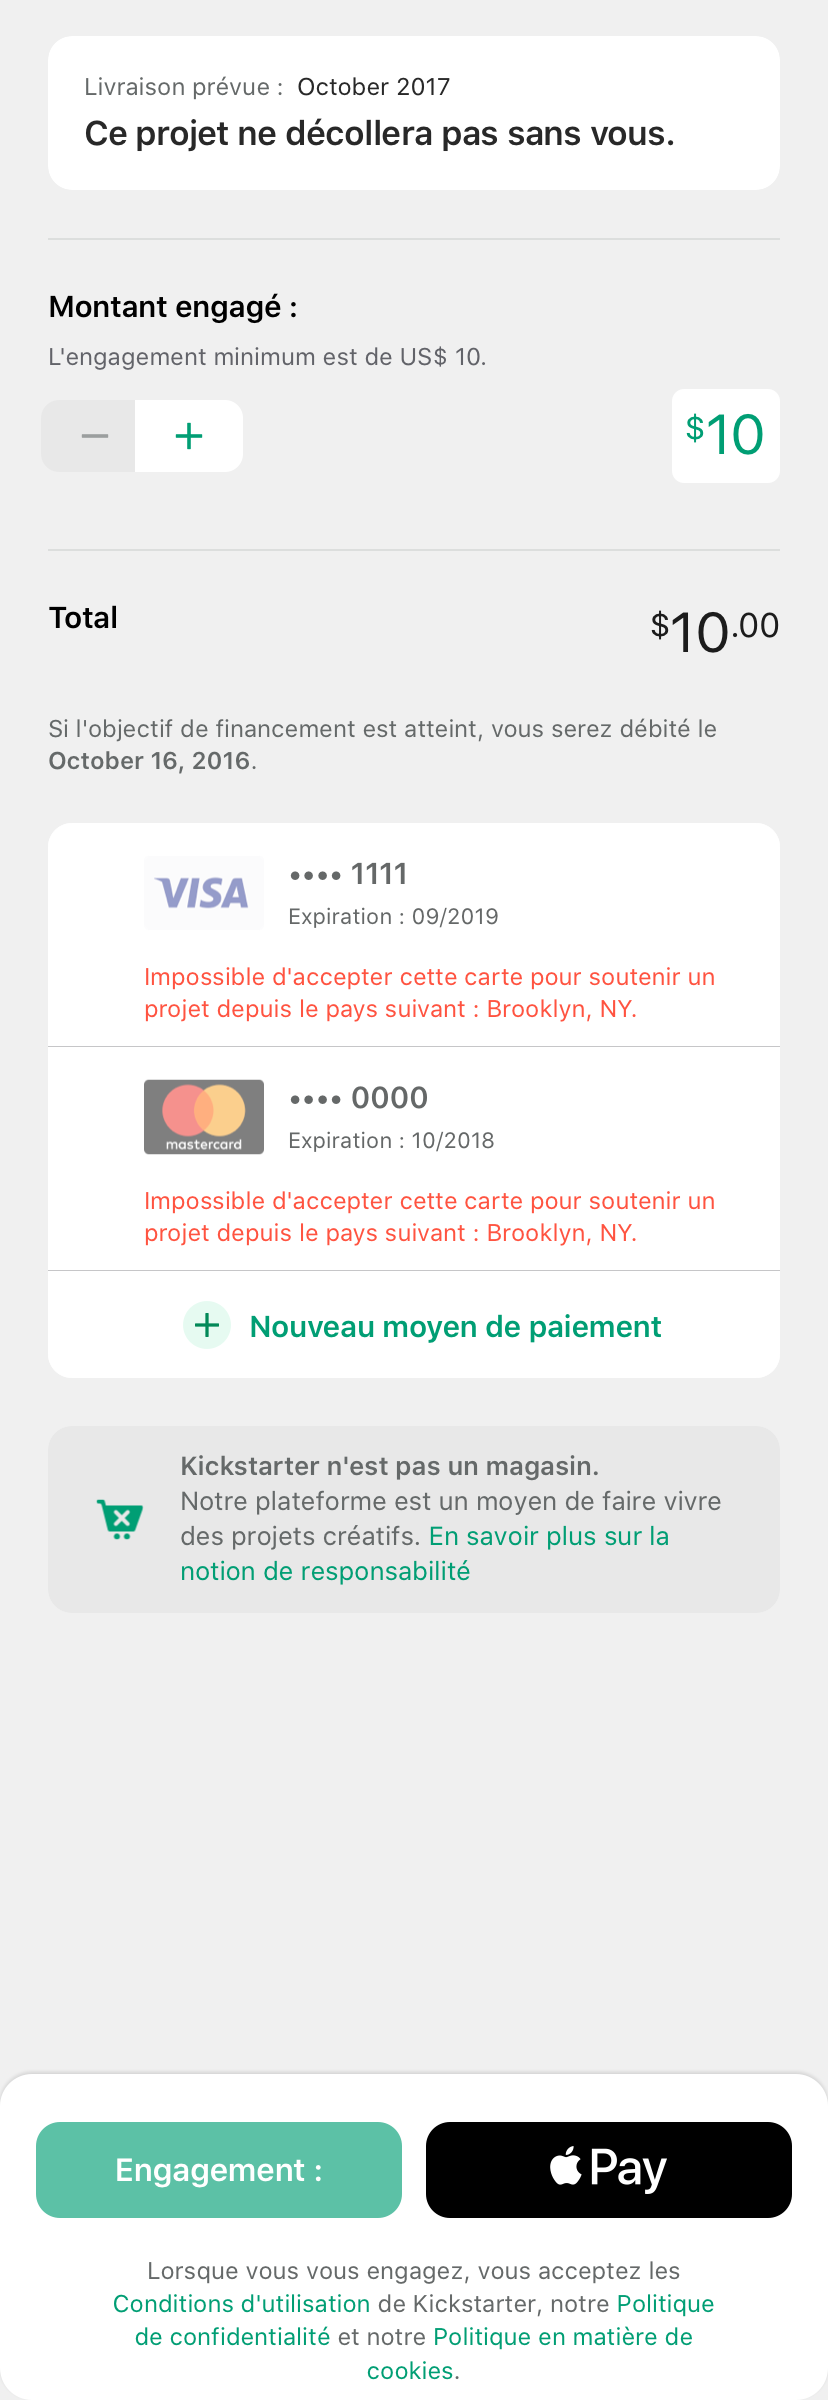 Livraison prévue : October 2017
Ce projet ne décollera pas sans vous.
Montant engagé :
L'engagement minimum est de US$ 10.
− +
$10
Total
$10.00
Si l'objectif de financement est atteint, vous serez débité le
October 16, 2016.
VISA
•••• 1111
Expiration : 09/2019
Impossible d'accepter cette carte pour soutenir un
projet depuis le pays suivant : Brooklyn, NY.
mastercard
•••• 0000
Expiration : 10/2018
Impossible d'accepter cette carte pour soutenir un
projet depuis le pays suivant : Brooklyn, NY.
+ Nouveau moyen de paiement
Kickstarter n'est pas un magasin.
Notre plateforme est un moyen de faire vivre
des projets créatifs. En savoir plus sur la
notion de responsabilité
Engagement :
Pay
Lorsque vous vous engagez, vous acceptez les
Conditions d'utilisation de Kickstarter, notre Politique
de confidentialité et notre Politique en matière de
cookies.